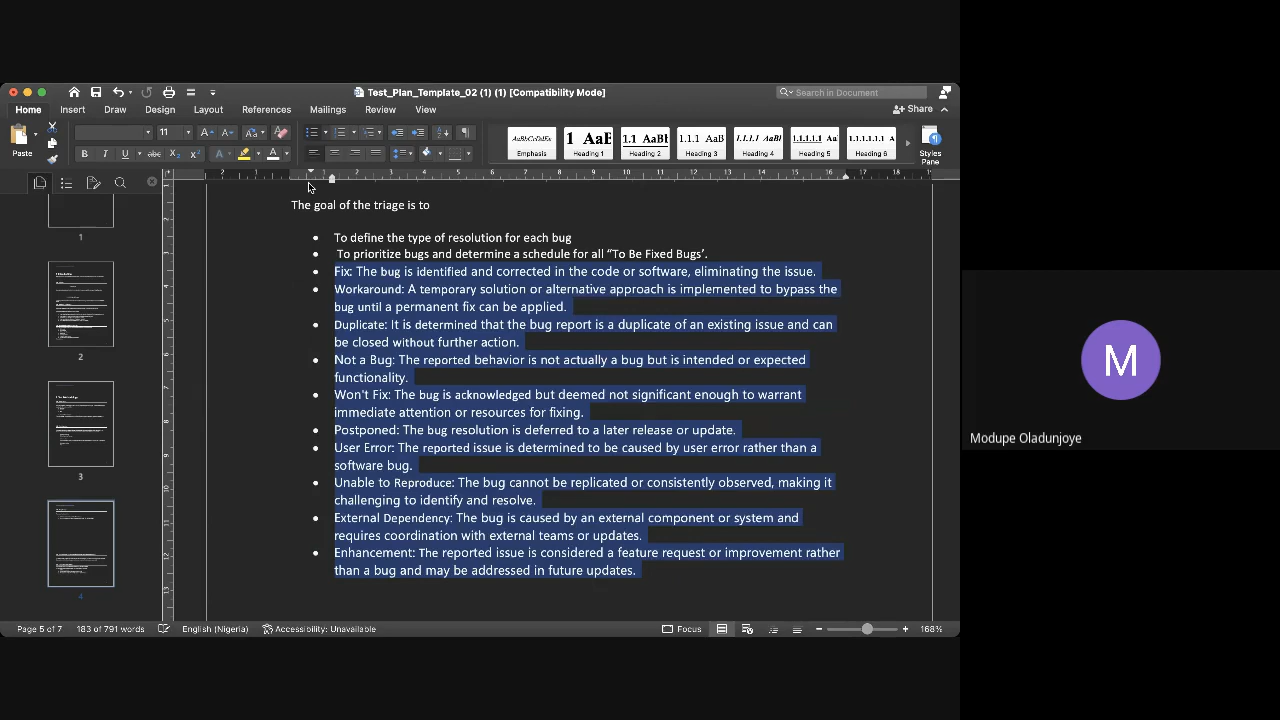 Test_Plan_Template_02 (1) (1) [Compatibility Mode]
Search in Document
Home Insert Draw Design Layout References Mailings Review View
Share
Paste
11
Emphasis
Heading 1
Heading 2
Heading 3
Heading 4
Heading 5
Heading 6
Styles
Pane
The goal of the triage is to
• To define the type of resolution for each bug
• To prioritize bugs and determine a schedule for all “To Be Fixed Bugs’.
• Fix: The bug is identified and corrected in the code or software, eliminating the issue.
• Workaround: A temporary solution or alternative approach is implemented to bypass the
bug until a permanent fix can be applied.
• Duplicate: It is determined that the bug report is a duplicate of an existing issue and can
be closed without further action.
• Not a Bug: The reported behavior is not actually a bug but is intended or expected
functionality.
• Won't Fix: The bug is acknowledged but deemed not significant enough to warrant
immediate attention or resources for fixing.
• Postponed: The bug resolution is deferred to a later release or update.
• User Error: The reported issue is determined to be caused by user error rather than a
software bug.
• Unable to Reproduce: The bug cannot be replicated or consistently observed, making it
challenging to identify and resolve.
• External Dependency: The bug is caused by an external component or system and
requires coordination with external teams or updates.
• Enhancement: The reported issue is considered a feature request or improvement rather
than a bug and may be addressed in future updates.
1
2
3
4
Page 5 of 7 183 of 791 words English (Nigeria) Accessibility: Unavailable Focus 168%
M
Modupe Oladunjoye